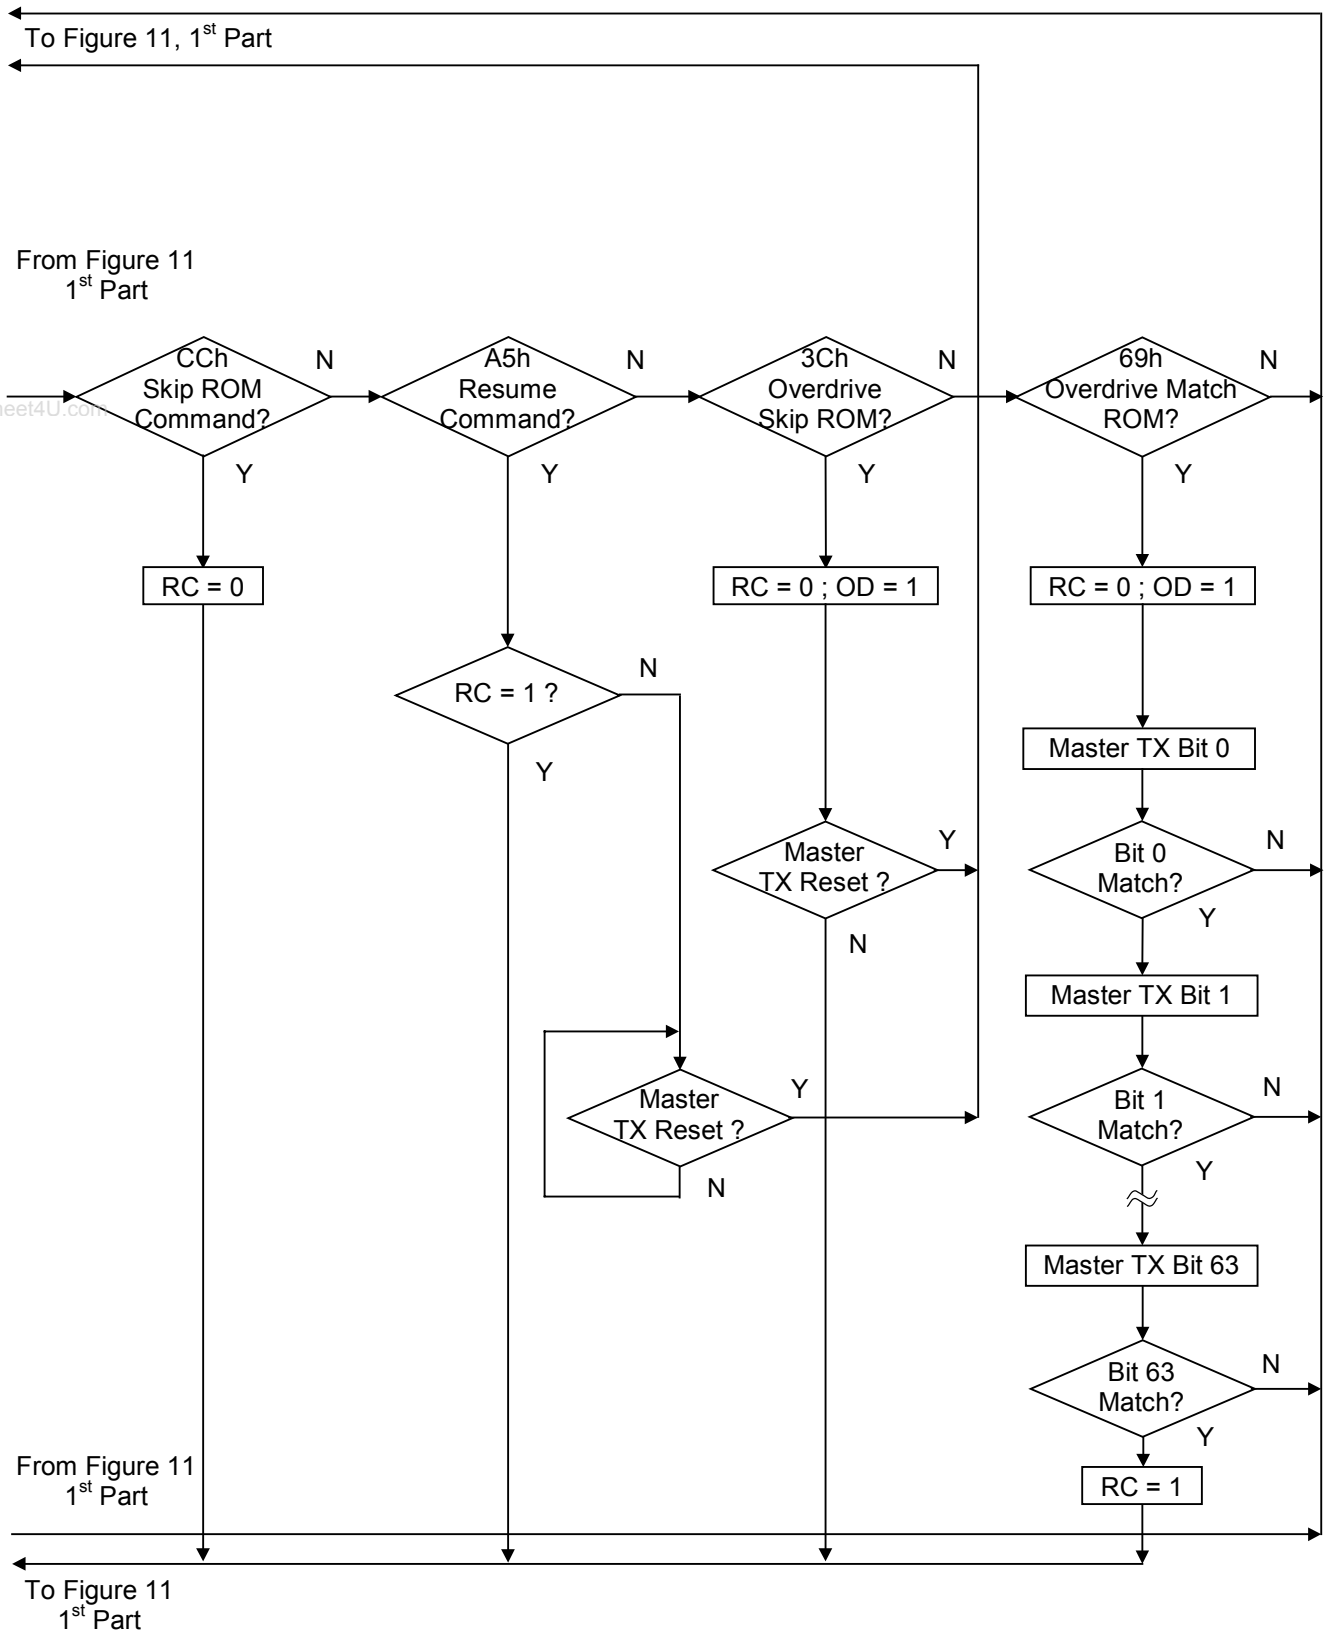 To Figure 11, 1st Part
From Figure 11
1st Part
CCh
Skip ROM
Command?
N
A5h
Resume
Command?
N
3Ch
Overdrive
Skip ROM?
N
69h
Overdrive Match
ROM?
N
eet4U.com
Y
Y
Y
Y
RC = 0
RC = 0 ; OD = 1
RC = 0 ; OD = 1
RC = 1 ?
N
Y
Master TX Bit 0
Master
TX Reset ?
Y
N
Bit 0
Match?
N
Y
Master TX Bit 1
Master
TX Reset ?
Y
N
Bit 1
Match?
N
Y
Master TX Bit 63
Bit 63
Match?
N
Y
RC = 1
From Figure 11
1st Part
To Figure 11
1st Part